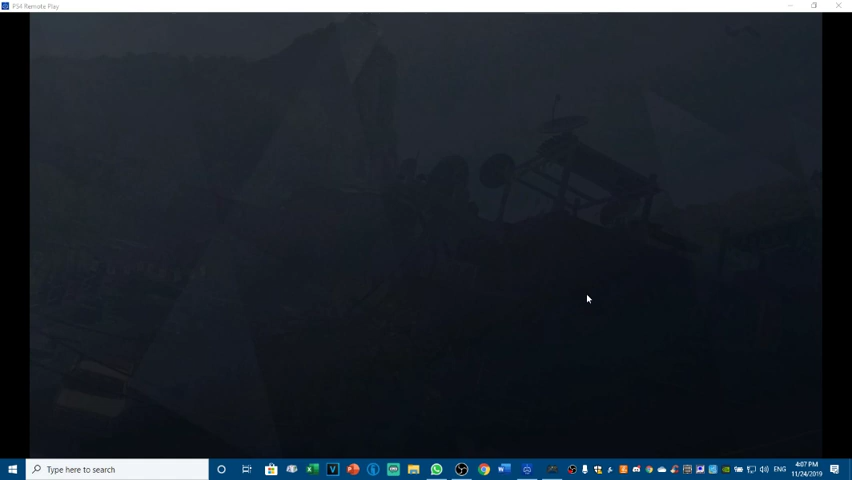 PS4 Remote Play
Type here to search
ENG
4:07 PM
11/24/2019